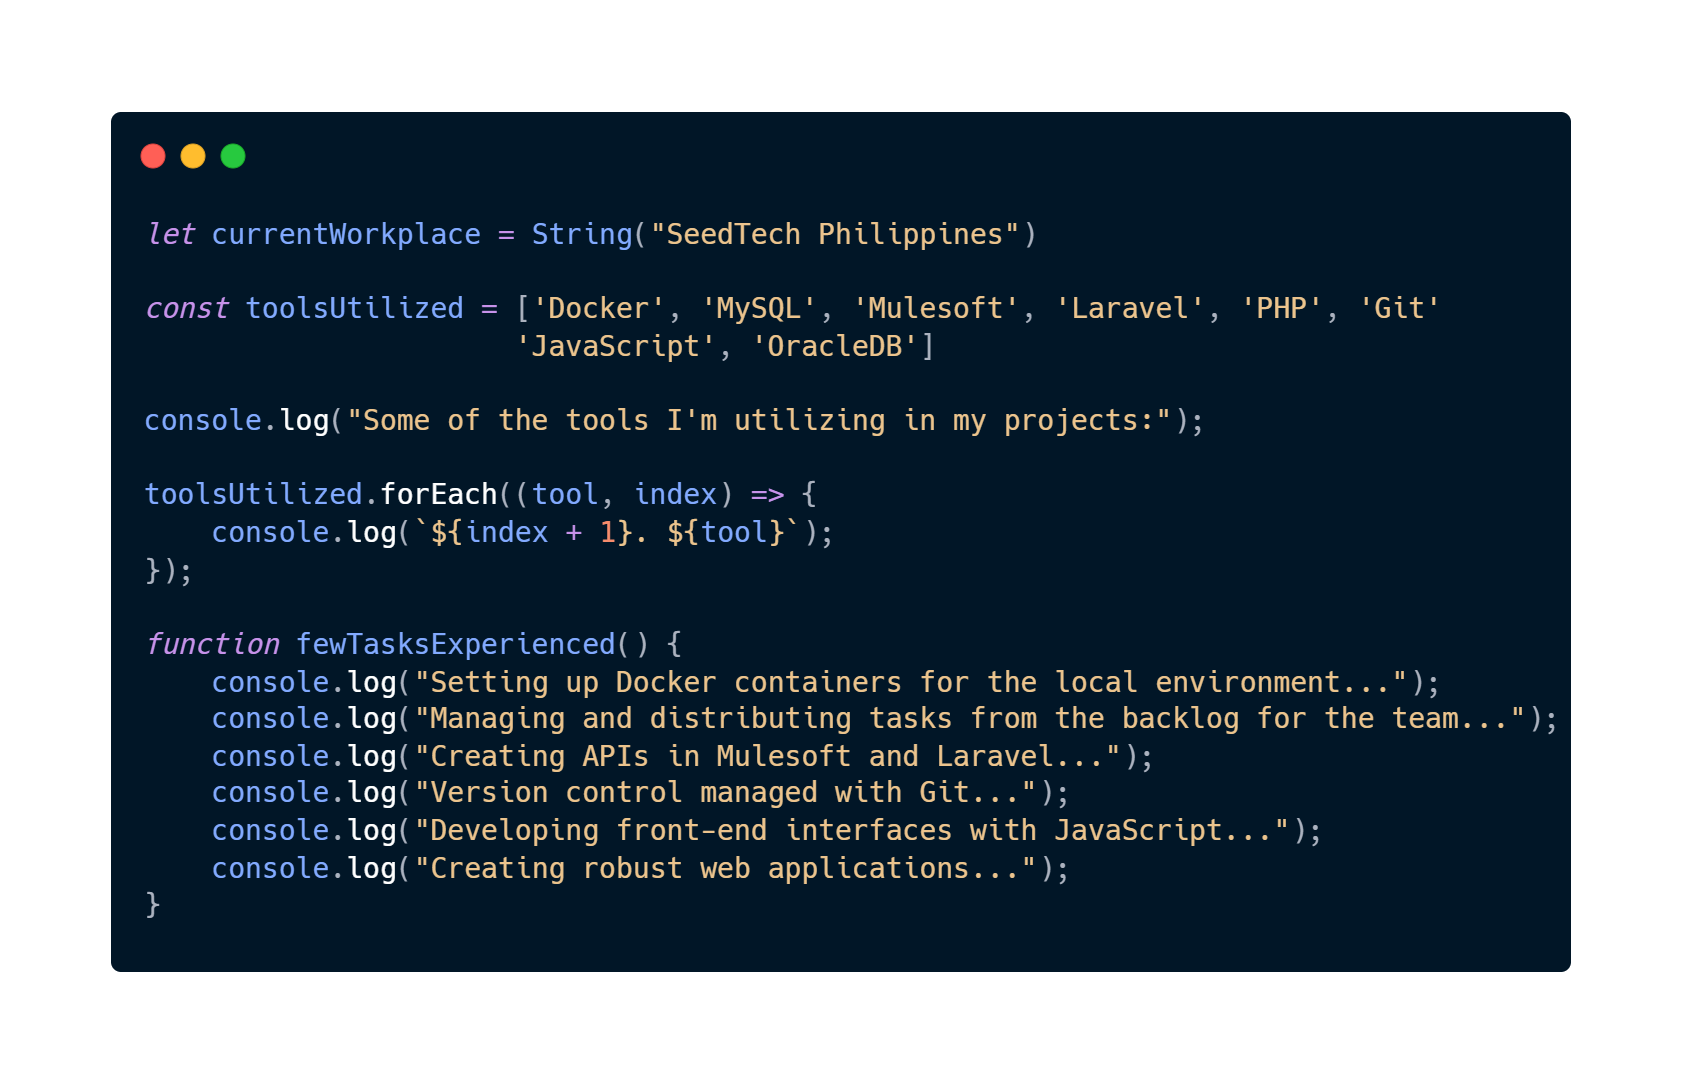 let currentWorkplace = String("SeedTech Philippines")
const toolsUtilized = ['Docker', 'MySQL', 'Mulesoft', 'Laravel', 'PHP', 'Git'
'JavaScript', 'OracleDB']
console.log("Some of the tools I'm utilizing in my projects:");
toolsUtilized.forEach((tool, index) => {
    console.log(`${index + 1}. ${tool}`);
});
function fewTasksExperienced() {
    console.log("Setting up Docker containers for the local environment...");
    console.log("Managing and distributing tasks from the backlog for the team...");
    console.log("Creating APIs in Mulesoft and Laravel...");
    console.log("Version control managed with Git...");
    console.log("Developing front-end interfaces with JavaScript...");
    console.log("Creating robust web applications...");
}